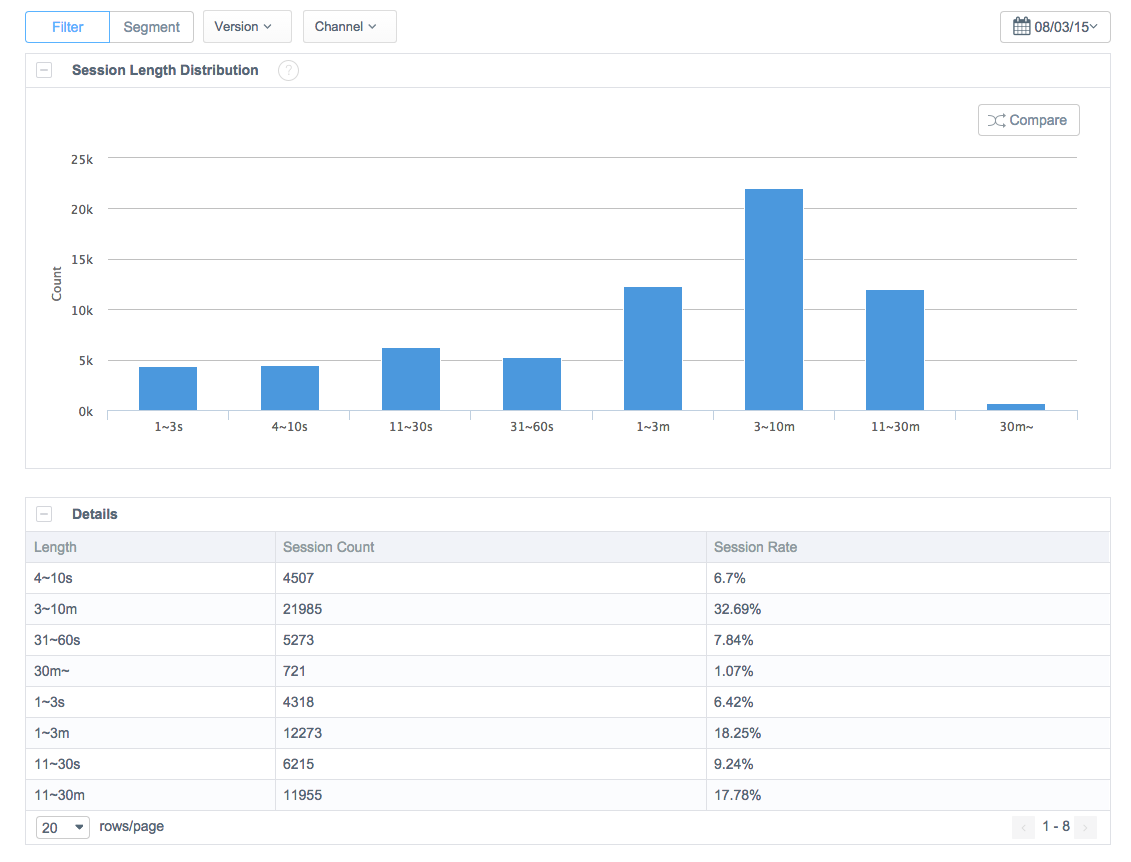 Filter Segment Version Channel 08/03/15
Session Length Distribution ?
Compare
25k
20k
15k
10k
5k
0k
Count
1~3s 4~10s 11~30s 31~60s 1~3m 3~10m 11~30m 30m~
Details
Length Session Count Session Rate
4~10s 4507 6.7%
3~10m 21985 32.69%
31~60s 5273 7.84%
30m~ 721 1.07%
1~3s 4318 6.42%
1~3m 12273 18.25%
11~30s 6215 9.24%
11~30m 11955 17.78%
20 rows/page 1 - 8